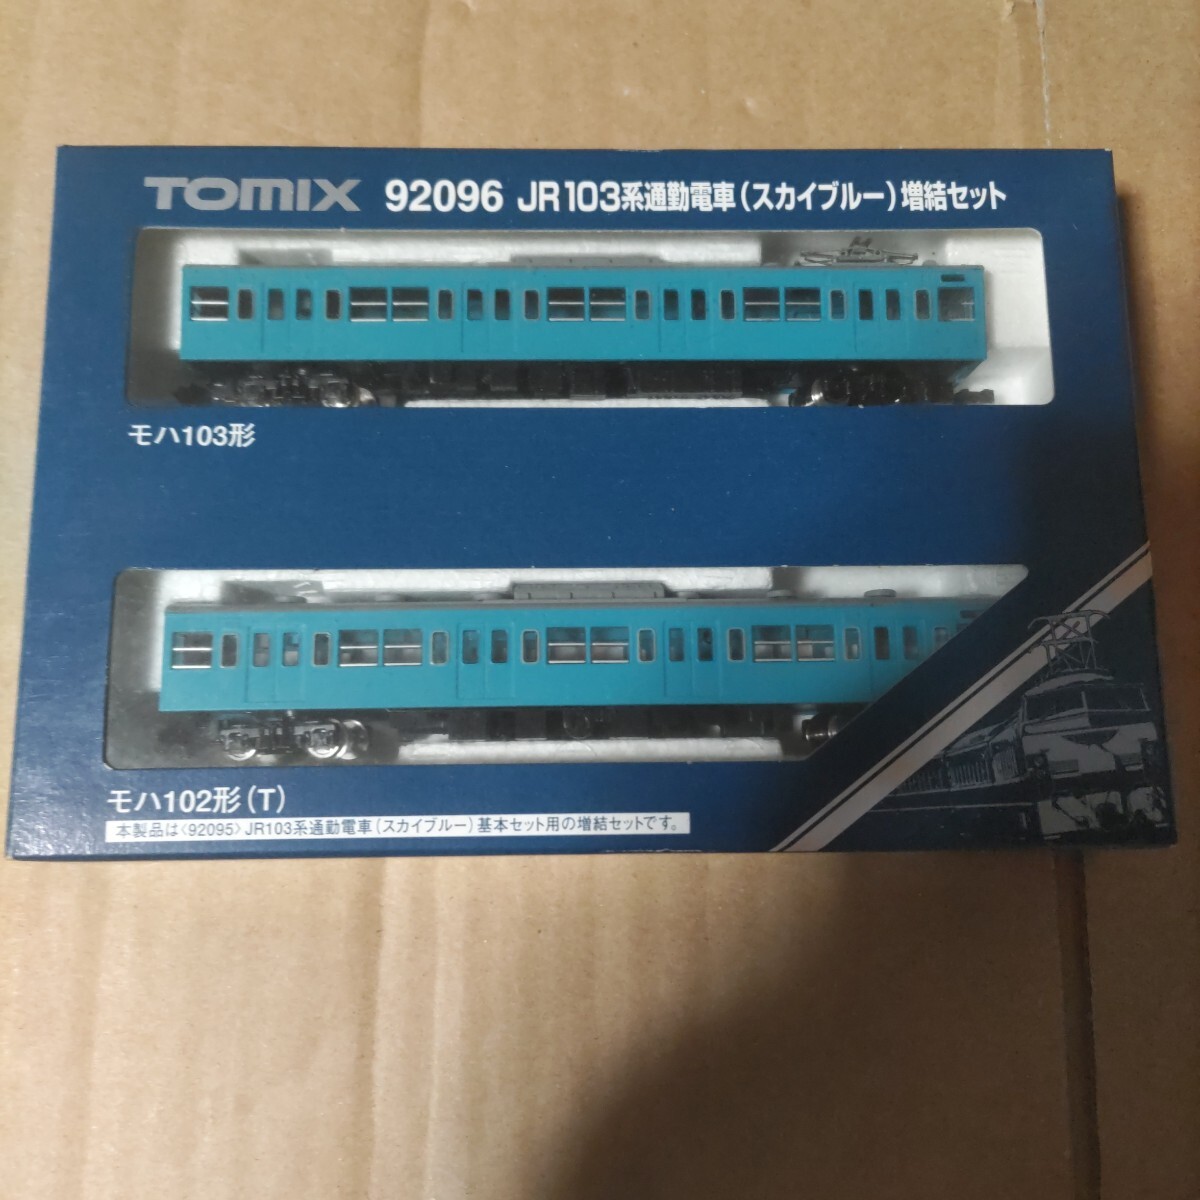 TOMIX 92096 JR103系通勤電車(スカイブルー)増結セット
モハ103形
モハ102形(T)
本製品は〈92095〉JR103系通勤電車(スカイブルー)基本セット用の増結セットです。